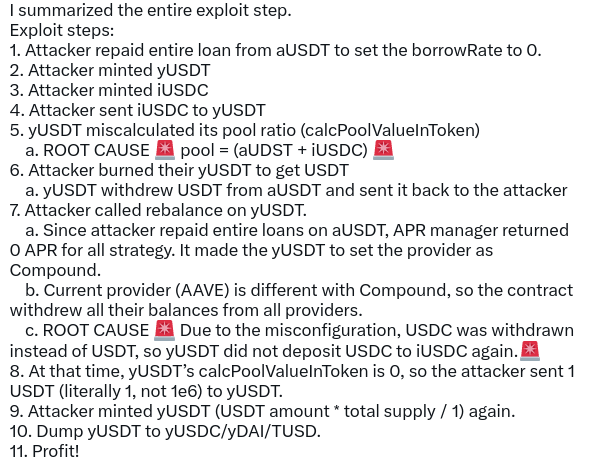 I summarized the entire exploit step.
Exploit steps:
1. Attacker repaid entire loan from aUSDT to set the borrowRate to 0.
2. Attacker minted yUSDT
3. Attacker minted iUSDC
4. Attacker sent iUSDC to yUSDT
5. yUSDT miscalculated its pool ratio (calcPoolValueInToken)
a. ROOT CAUSE 🚨 pool = (aUDST + iUSDC) 🚨
6. Attacker burned their yUSDT to get USDT
a. yUSDT withdrew USDT from aUSDT and sent it back to the attacker
7. Attacker called rebalance on yUSDT.
a. Since attacker repaid entire loans on aUSDT, APR manager returned
0 APR for all strategy. It made the yUSDT to set the provider as
Compound.
b. Current provider (AAVE) is different with Compound, so the contract
withdrew all their balances from all providers.
c. ROOT CAUSE 🚨 Due to the misconfiguration, USDC was withdrawn
instead of USDT, so yUSDT did not deposit USDC to iUSDC again.🚨
8. At that time, yUSDT’s calcPoolValueInToken is 0, so the attacker sent 1
USDT (literally 1, not 1e6) to yUSDT.
9. Attacker minted yUSDT (USDT amount * total supply / 1) again.
10. Dump yUSDT to yUSDC/yDAI/TUSD.
11. Profit!